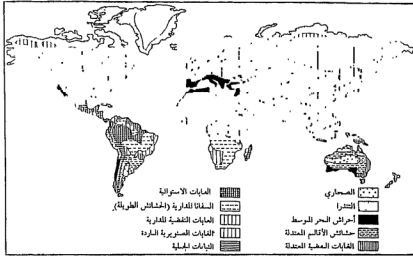 الصحاري
التندرا
أحراش البحر المتوسط
حشائش الأقاليم المعتدلة
الغابات النفضية المعتدلة
الغابات الاستوائية
السفانا المدارية (الحشائش الطويلة)
الغابات النفضية المدارية
الغابات الصنوبرية الباردة
النباتات الجبلية